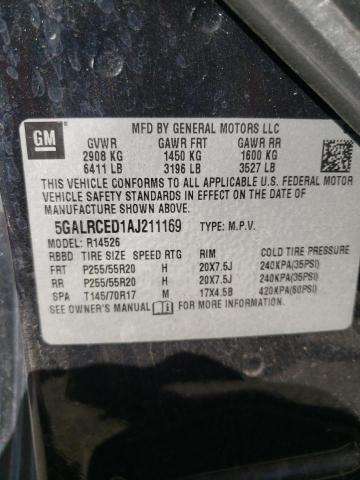 GM
MFD BY GENERAL MOTORS LLC
GVWR GAWR FRT GAWR RR
2908 KG 1450 KG 1600 KG
6411 LB 3196 LB 3527 LB
THIS VEHICLE CONFORMS TO ALL APPLICABLE U.S. FEDERAL MOTOR
VEHICLE SAFETY STANDARDS IN EFFECT ON THE DATE OF
MANUFACTURE SHOWN ABOVE.
5GALRCED1AJ211169 TYPE: M.P.V.
MODEL: R14526
RBBD TIRE SIZE SPEED RTG RIM COLD TIRE PRESSURE
FRT P255/55R20 H 20X7.5J 240KPA(35PSI)
RR P255/55R20 H 20X7.5J 240KPA(35PSI)
SPA T145/70R17 M 17X4.5B 420KPA(60PSI)
SEE OWNER'S MANUAL FOR ADDITIONAL INFORMATION.